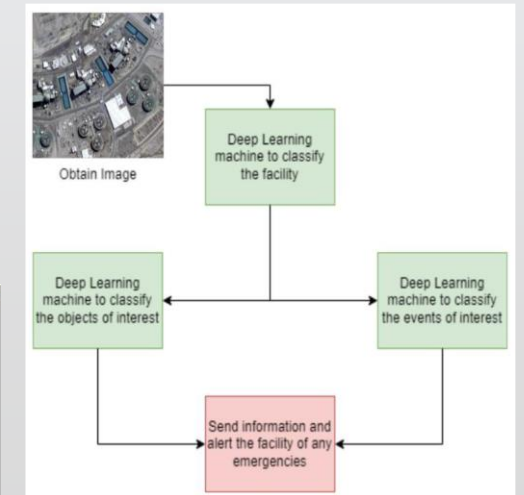 Obtain Image
Deep Learning
machine to classify
the facility
Deep Learning
machine to classify
the objects of interest
Deep Learning
machine to classify
the events of interest
Send information and
alert the facility of any
emergencies